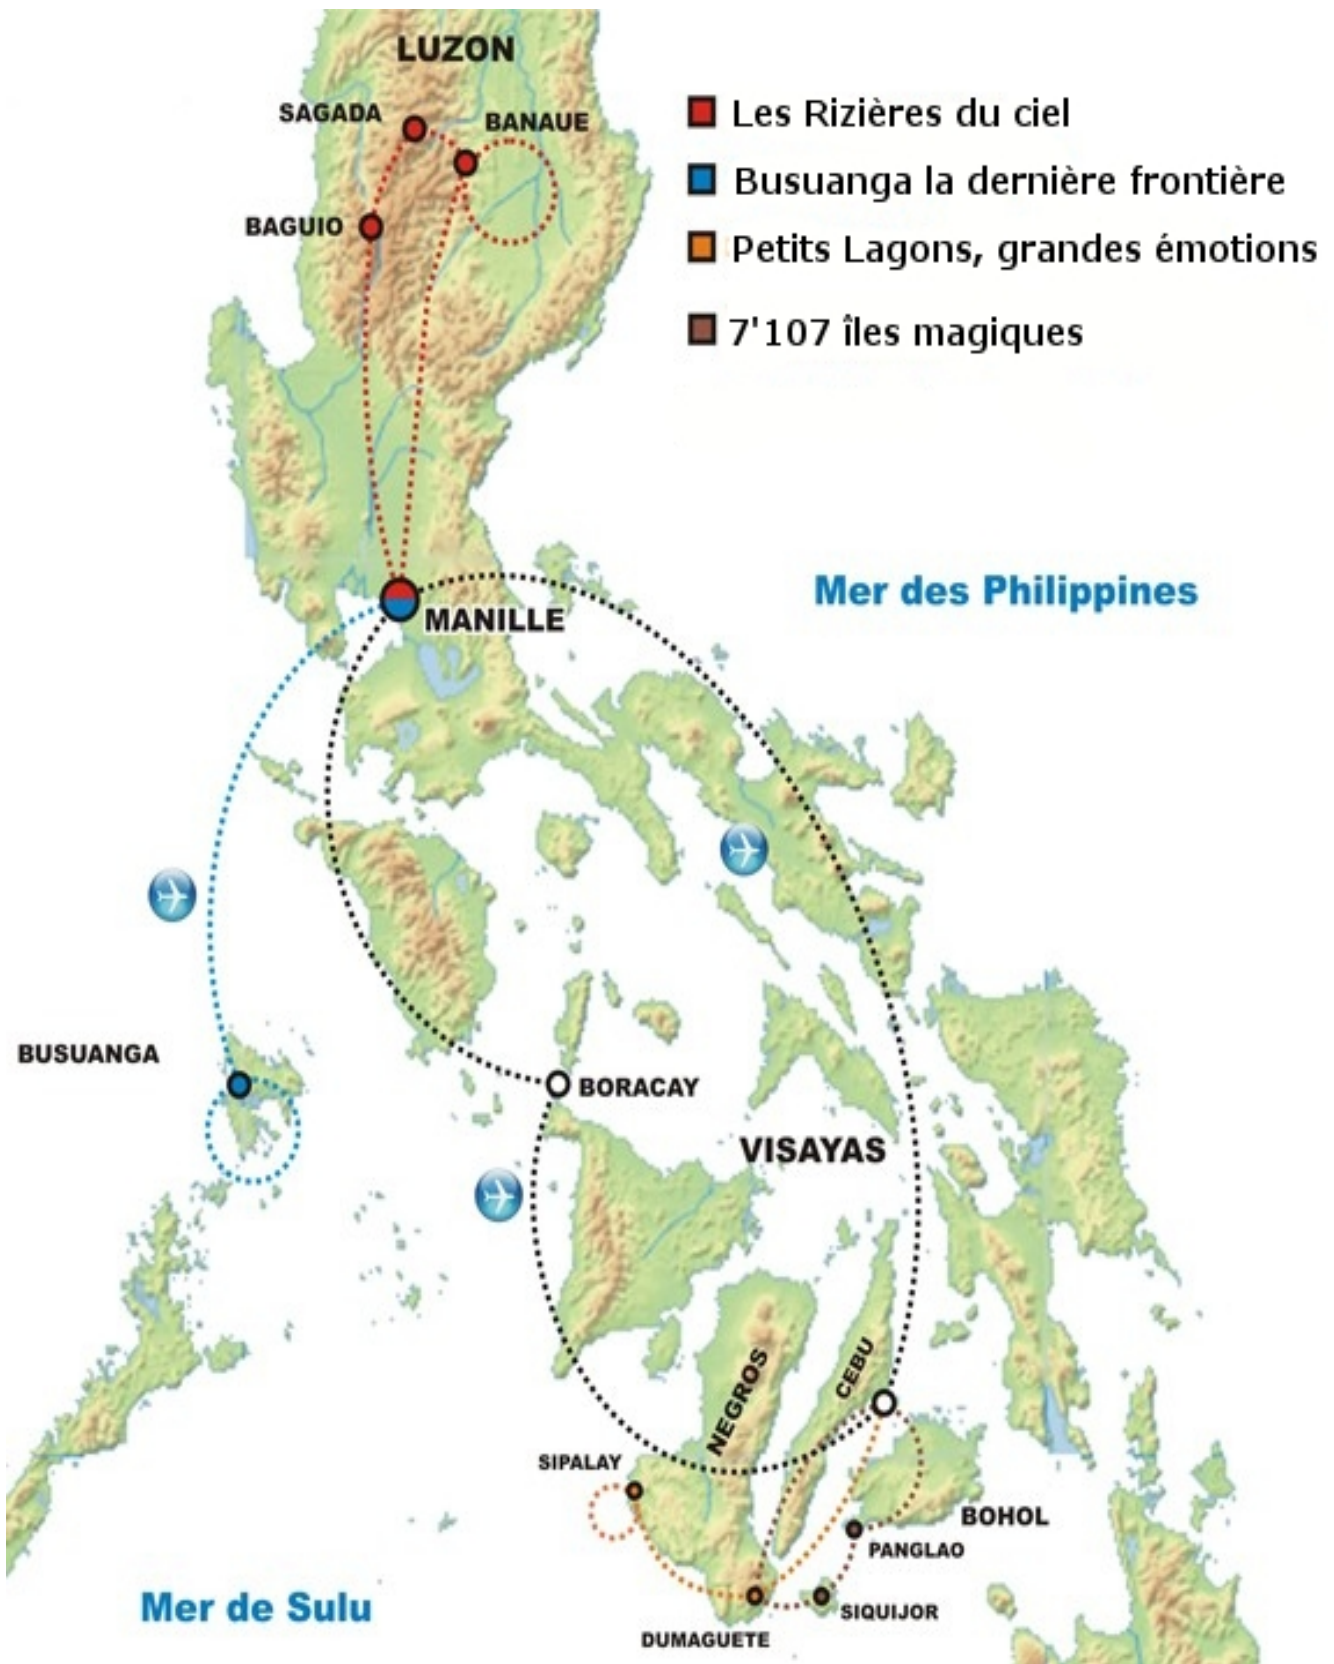 LUZON
SAGADA
BANAUE
BAGUIO
Les Rizières du ciel
Busuanga la dernière frontière
Petits Lagons, grandes émotions
7'107 îles magiques
Mer des Philippines
MANILLE
BUSUANGA
BORACAY
VISAYAS
NEGROS
CEBU
SIPALAY
BOHOL
PANGLAO
SIQUIJOR
DUMAGUETE
Mer de Sulu